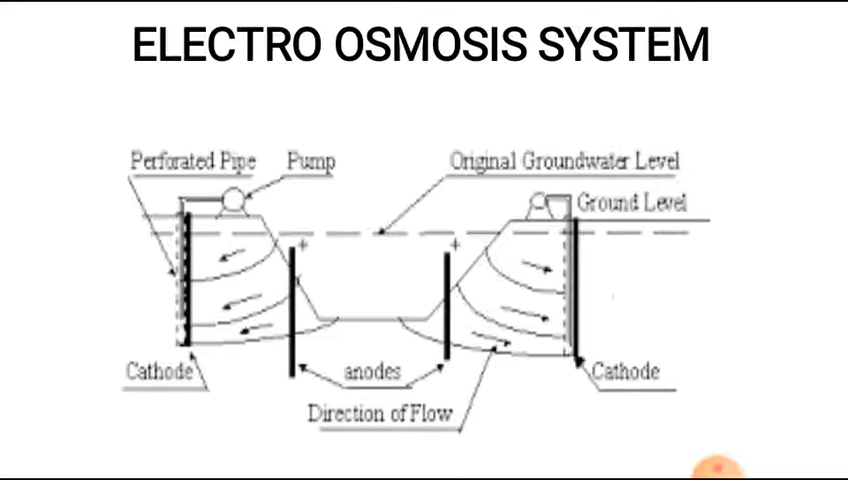 ELECTRO OSMOSIS SYSTEM
Perforated Pipe
Pump
Original Groundwater Level
Ground Level
+
+
Cathode
anodes
Cathode
Direction of Flow